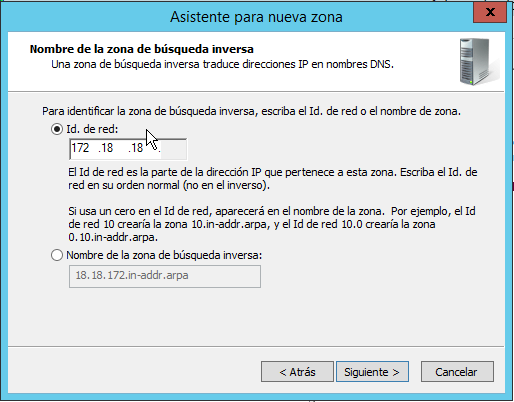 Asistente para nueva zona
x
Nombre de la zona de búsqueda inversa
Una zona de búsqueda inversa traduce direcciones IP en nombres DNS.
Para identificar la zona de búsqueda inversa, escriba el Id. de red o el nombre de zona.
Id. de red:
172 .18 .18 .
El Id de red es la parte de la dirección IP que pertenece a esta zona. Escriba el Id. de
red en su orden normal (no en el inverso).
Si usa un cero en el Id de red, aparecerá en el nombre de la zona. Por ejemplo, el Id
de red 10 crearía la zona 10.in-addr.arpa, y el Id de red 10.0 crearía la zona
0.10.in-addr.arpa.
Nombre de la zona de búsqueda inversa:
18.18.172.in-addr.arpa
< Atrás
Siguiente >
Cancelar